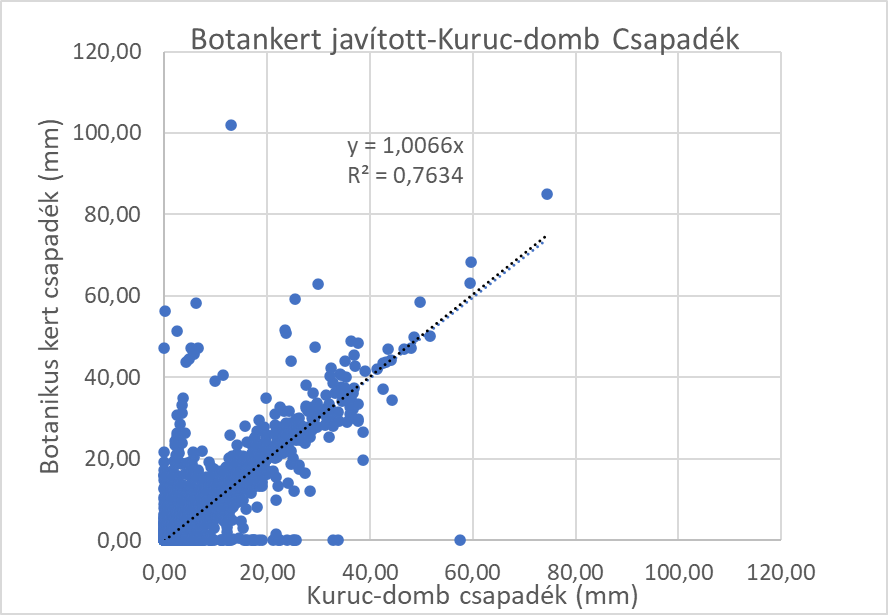 Botankert javított-Kuruc-domb Csapadék
120,00
100,00
80,00
60,00
40,00
20,00
0,00
Botanikus kert csapadék (mm)
y = 1,0066x
R² = 0,7634
0,00 20,00 40,00 60,00 80,00 100,00 120,00
Kuruc-domb csapadék (mm)